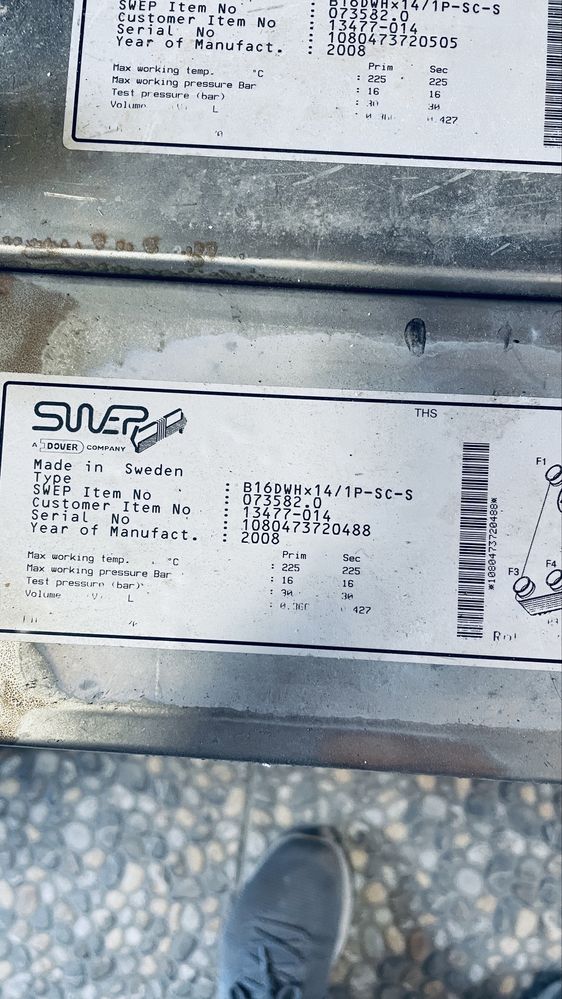 SWEP Item No : B16DWHx14/1P-SC-S
Customer Item No : 073582.0
Serial No : 13477-014
Year of Manufact. : 1080473720505
: 2008
Prim Sec
Max working temp. °C : 225 225
Max working pressure Bar : 16 16
Test pressure (bar) : 30 30
Volume L 427
SWEP
A DOVER COMPANY
THS
Made in Sweden
Type : B16DWHx14/1P-SC-S
SWEP Item No : 073582.0
Customer Item No : 13477-014
Serial No : 1080473720488
Year of Manufact. : 2008
Prim Sec
Max working temp. °C : 225 225
Max working pressure Bar : 16 16
Test pressure (bar) : 30 30
Volume L 427
*1080473720488*
F1
F3 F4